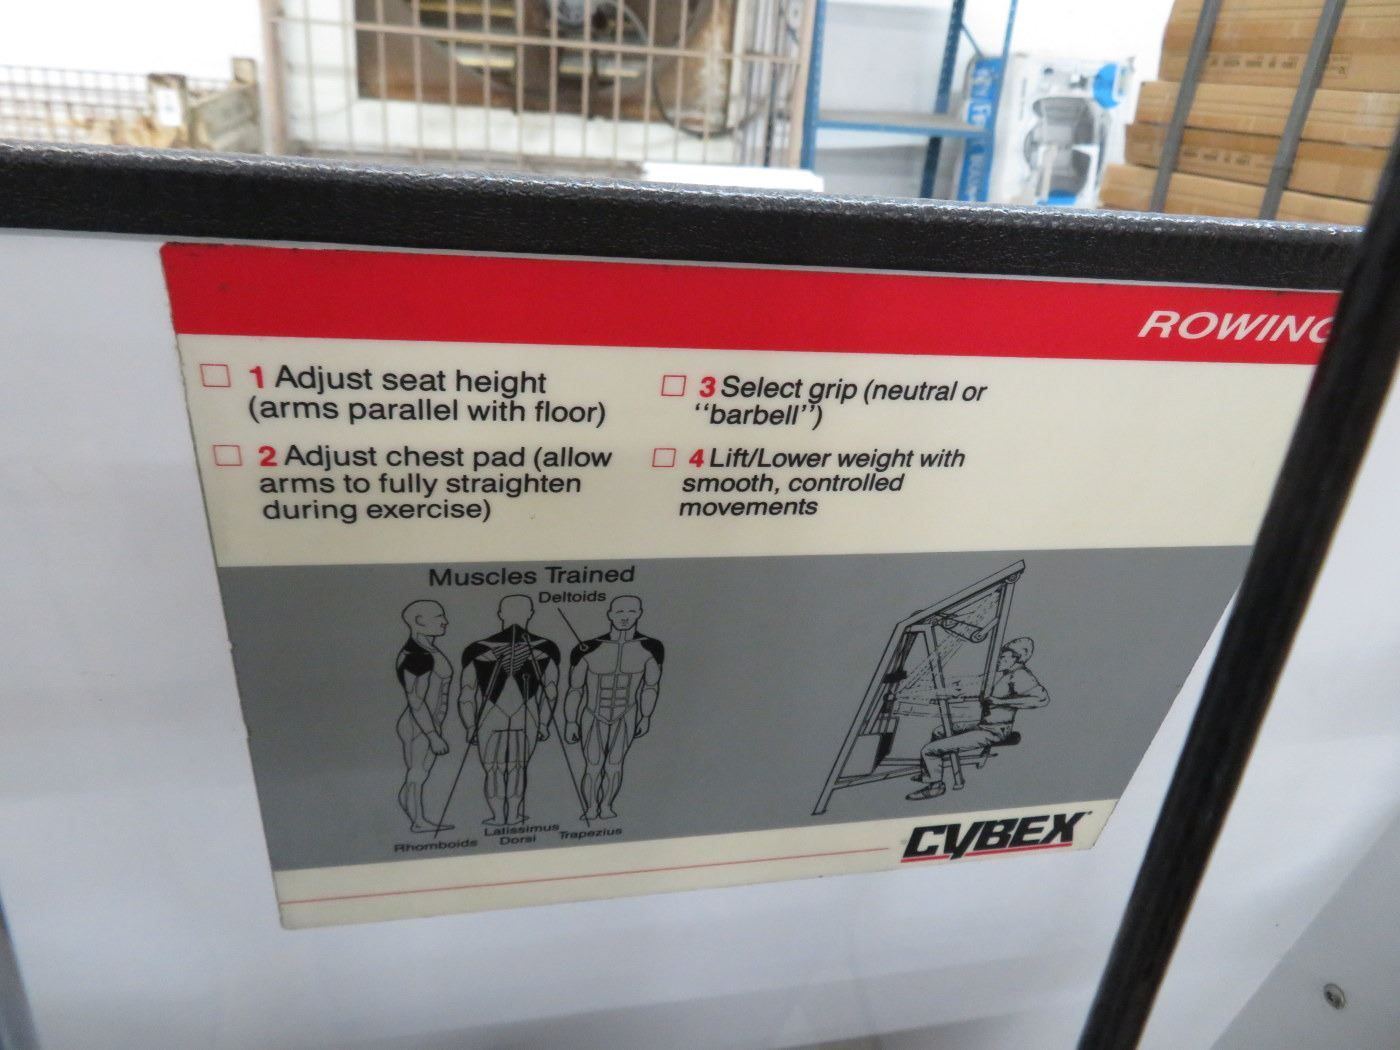 ROWING
1 Adjust seat height
(arms parallel with floor)
2 Adjust chest pad (allow
arms to fully straighten
during exercise)
3 Select grip (neutral or
"barbell")
4 Lift/Lower weight with
smooth, controlled
movements
Muscles Trained
Deltoids
Rhomboids
Latissimus
Dorsi
Trapezius
CYBEX